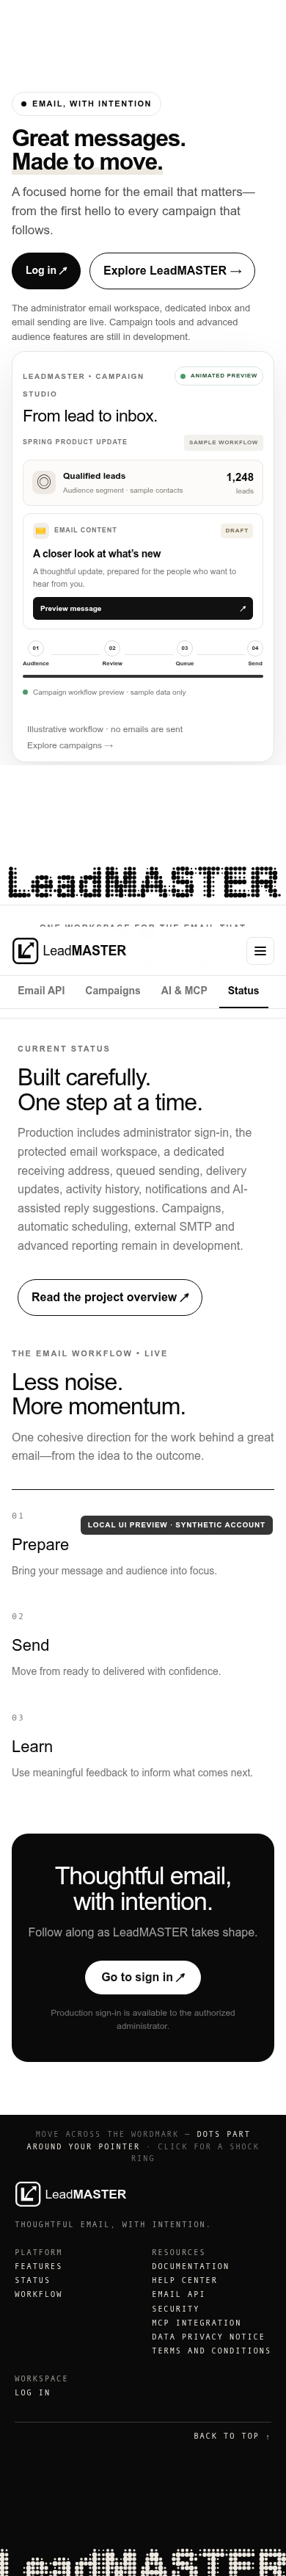 EMAIL, WITH INTENTION
Great messages.
Made to move.
A focused home for the email that matters—
from the first hello to every campaign that
follows.
Log in ↗
Explore LeadMASTER →
The administrator email workspace, dedicated inbox and
email sending are live. Campaign tools and advanced
audience features are still in development.
LEADMASTER • CAMPAIGN
STUDIO
ANIMATED PREVIEW
From lead to inbox.
SPRING PRODUCT UPDATE
SAMPLE WORKFLOW
Qualified leads
Audience segment · sample contacts
1,248
leads
EMAIL CONTENT
DRAFT
A closer look at what's new
A thoughtful update, prepared for the people who want to
hear from you.
Preview message ↗
01 02 03 04
Audience Review Queue Send
Campaign workflow preview · sample data only
Illustrative workflow · no emails are sent
Explore campaigns →
LeadMASTER
ONE WORKSPACE FOR THE EMAIL THAT
LeadMASTER
Email API Campaigns AI & MCP Status
CURRENT STATUS
Built carefully.
One step at a time.
Production includes administrator sign-in, the
protected email workspace, a dedicated
receiving address, queued sending, delivery
updates, activity history, notifications and AI-
assisted reply suggestions. Campaigns,
automatic scheduling, external SMTP and
advanced reporting remain in development.
Read the project overview ↗
THE EMAIL WORKFLOW • LIVE
Less noise.
More momentum.
One cohesive direction for the work behind a great
email—from the idea to the outcome.
01
LOCAL UI PREVIEW · SYNTHETIC ACCOUNT
Prepare
Bring your message and audience into focus.
02
Send
Move from ready to delivered with confidence.
03
Learn
Use meaningful feedback to inform what comes next.
Thoughtful email,
with intention.
Follow along as LeadMASTER takes shape.
Go to sign in ↗
Production sign-in is available to the authorized
administrator.
MOVE ACROSS THE WORDMARK — DOTS PART
AROUND YOUR POINTER · CLICK FOR A SHOCK
RING
LeadMASTER
THOUGHTFUL EMAIL, WITH INTENTION.
PLATFORM
FEATURES
STATUS
WORKFLOW
RESOURCES
DOCUMENTATION
HELP CENTER
EMAIL API
SECURITY
MCP INTEGRATION
DATA PRIVACY NOTICE
TERMS AND CONDITIONS
WORKSPACE
LOG IN
BACK TO TOP ↑
LeadMASTER